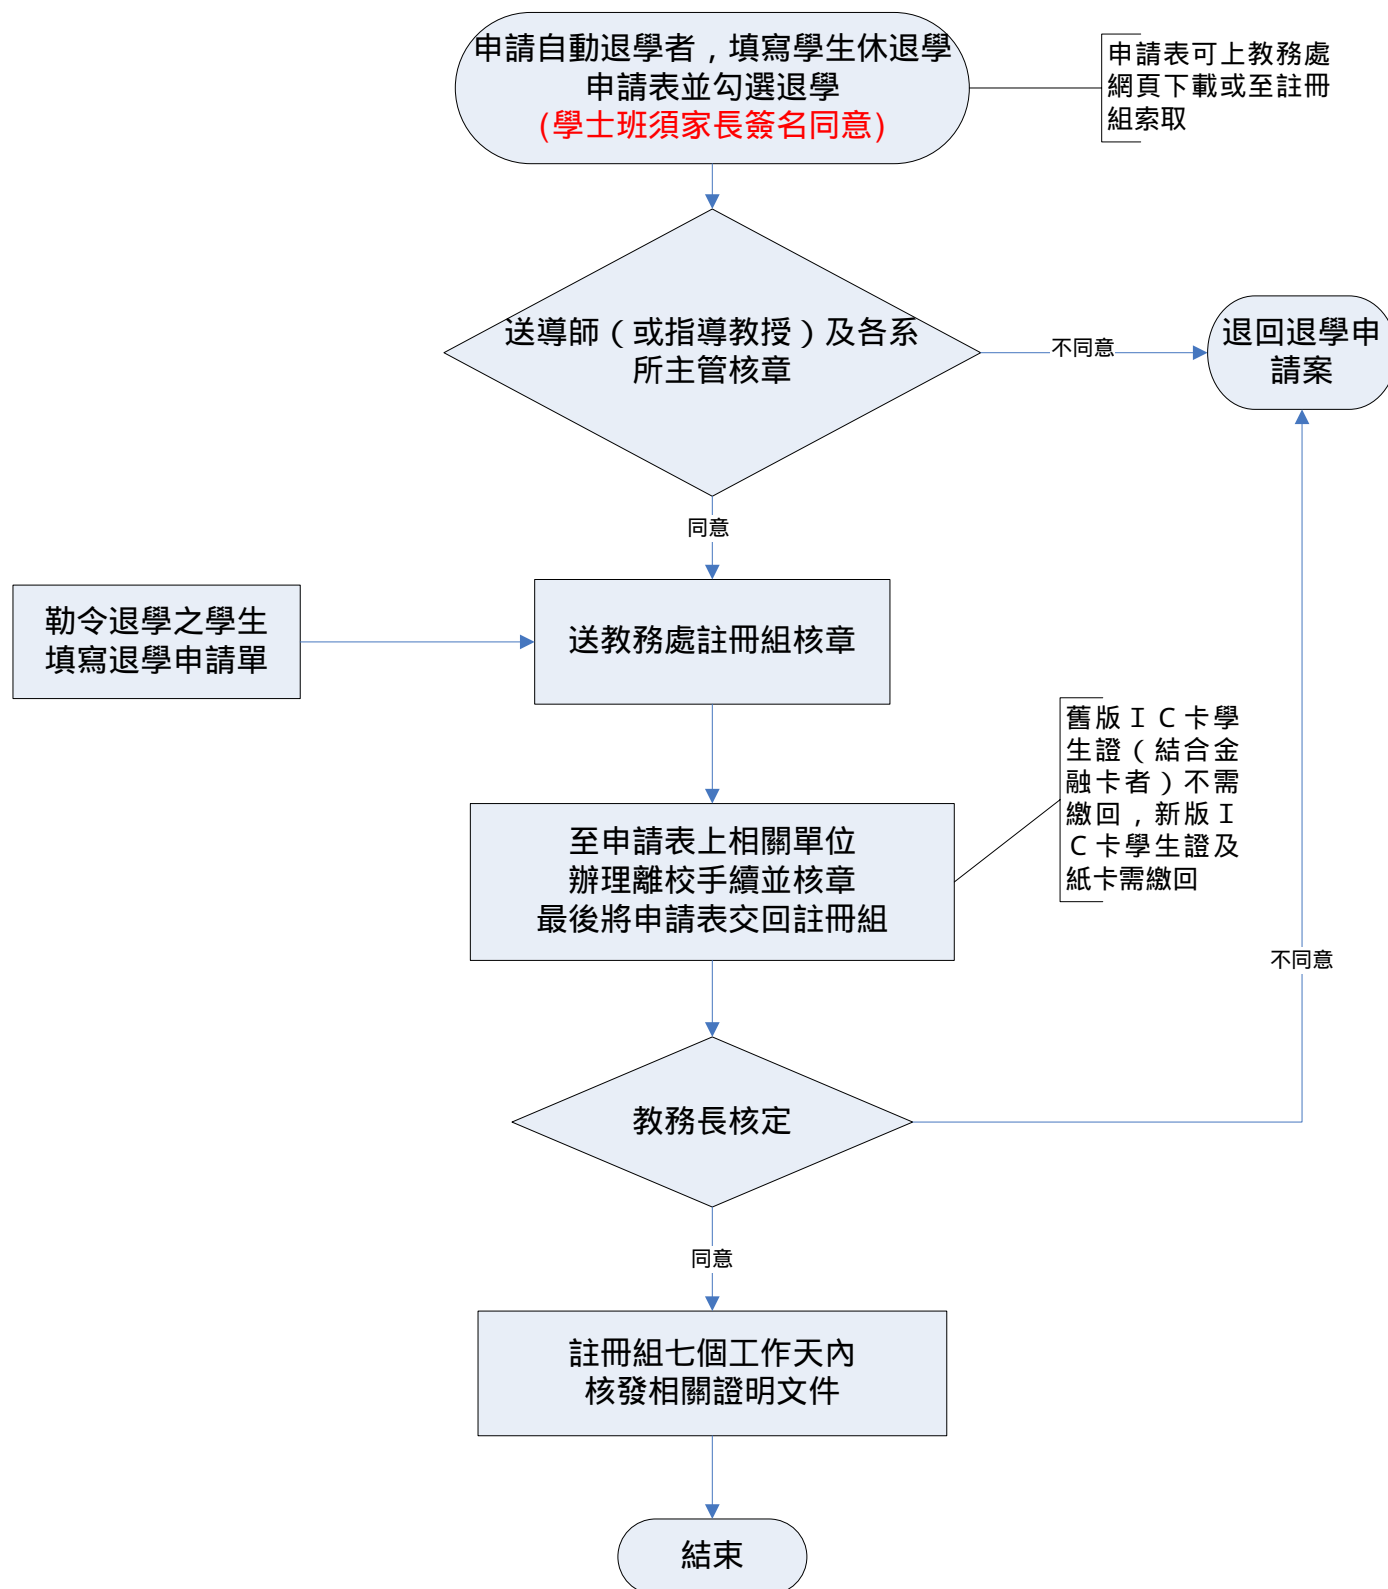 申請自動退學者，填寫學生休退學
申請表並勾選退學
(學士班須家長簽名同意)
申請表可上教務處
網頁下載或至註冊
組索取
送導師（或指導教授）及各系
所主管核章
不同意
退回退學申
請案
同意
勒令退學之學生
填寫退學申請單
送教務處註冊組核章
舊版ＩＣ卡學
生證（結合金
融卡者）不需
繳回，新版Ｉ
Ｃ卡學生證及
紙卡需繳回
至申請表上相關單位
辦理離校手續並核章
最後將申請表交回註冊組
不同意
教務長核定
同意
註冊組七個工作天內
核發相關證明文件
結束